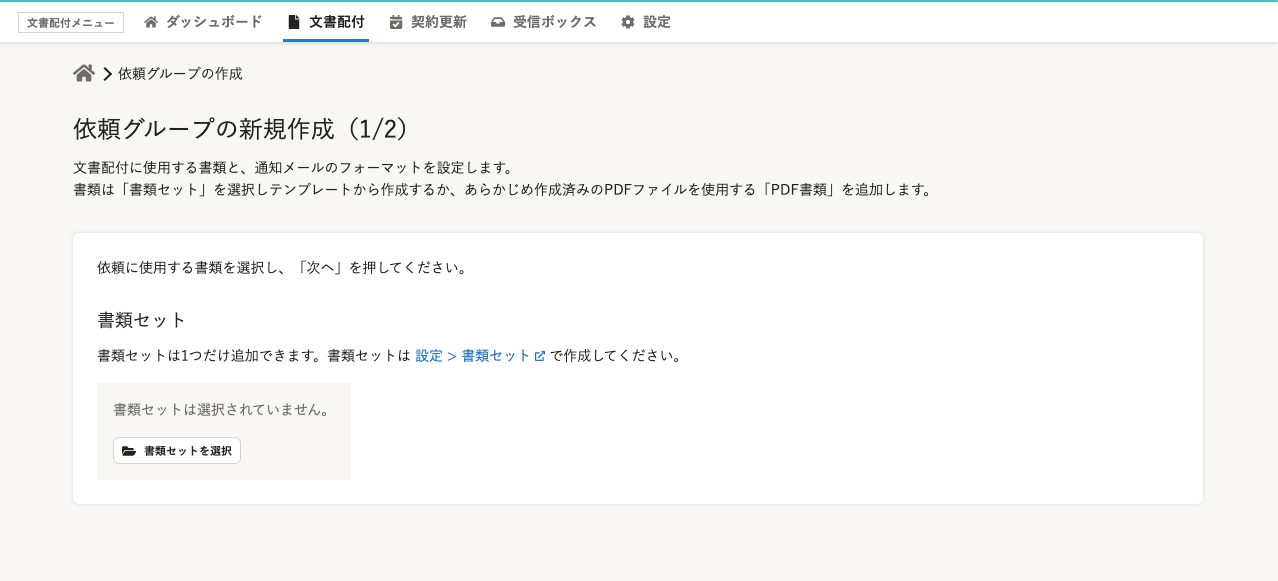 文書配付メニュー ダッシュボード 文書配付 契約更新 受信ボックス 設定
依頼グループの作成
依頼グループの新規作成（1/2）
文書配付に使用する書類と、通知メールのフォーマットを設定します。
書類は「書類セット」を選択しテンプレートから作成するか、あらかじめ作成済みのPDFファイルを使用する「PDF書類」を追加します。
依頼に使用する書類を選択し、「次へ」を押してください。
書類セット
書類セットは1つだけ追加できます。書類セットは 設定 > 書類セット で作成してください。
書類セットは選択されていません。
書類セットを選択